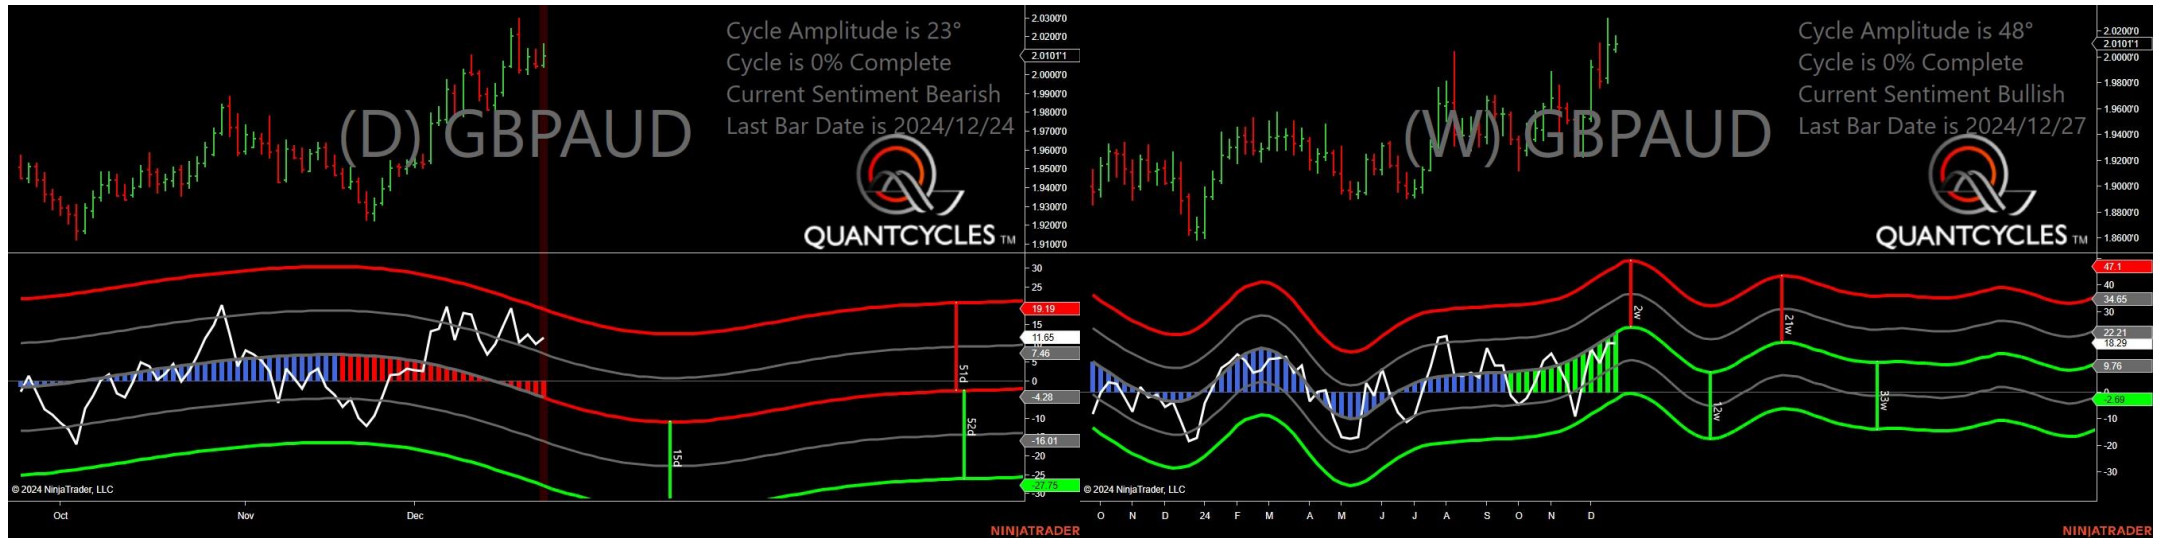 Cycle Amplitude is 23°
Cycle is 0% Complete
Current Sentiment Bearish
Last Bar Date is 2024/12/24
(D) GBPAUD
QUANTCYCLES TM
2.0300'0
2.0200'0
2.0101'1
2.0000'0
1.9900'0
1.9800'0
1.9700'0
1.9600'0
1.9500'0
1.9400'0
1.9300'0
1.9200'0
1.9100'0
30
25
19.19
15
11.65
7.46
5
0
-4.28
-10
-16.01
-20
-25
-27.75
-30
51d
52d
15d
© 2024 NinjaTrader, LLC
Oct
Nov
Dec
NINJATRADER
Cycle Amplitude is 48°
Cycle is 0% Complete
Current Sentiment Bullish
Last Bar Date is 2024/12/27
(W) GBPAUD
QUANTCYCLES TM
2.0200'0
2.0101'1
2.0000'0
1.9800'0
1.9600'0
1.9400'0
1.9200'0
1.9000'0
1.8800'0
1.8600'0
47.1
40
34.65
30
22.21
18.29
9.76
0
-2.69
-10
-20
-30
2w
21w
12w
33w
© 2024 NinjaTrader, LLC
O
N
D
24
F
M
A
M
J
J
A
S
O
N
D
NINJATRADER